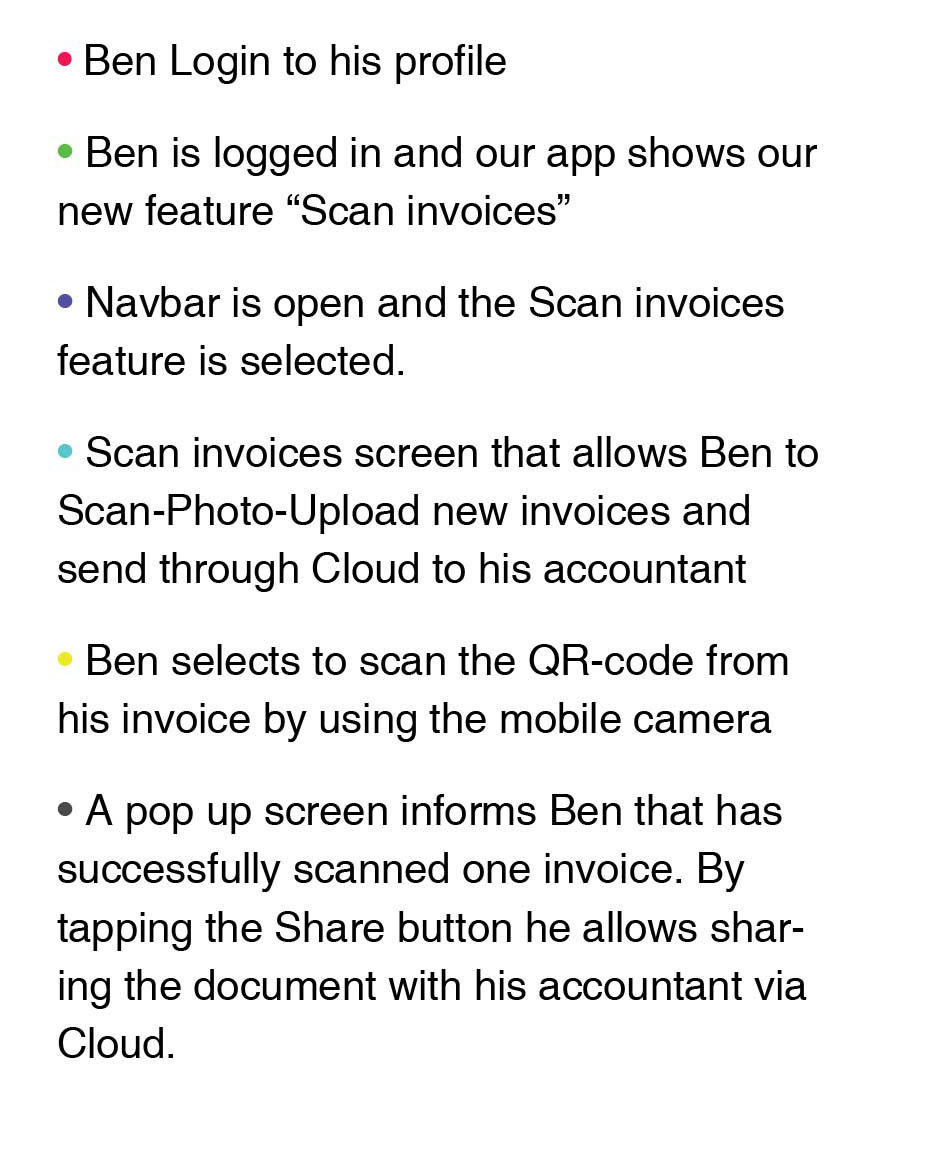 • Ben Login to his profile
• Ben is logged in and our app shows our
new feature “Scan invoices”
• Navbar is open and the Scan invoices
feature is selected.
• Scan invoices screen that allows Ben to
Scan-Photo-Upload new invoices and
send through Cloud to his accountant
• Ben selects to scan the QR-code from
his invoice by using the mobile camera
• A pop up screen informs Ben that has
successfully scanned one invoice. By
tapping the Share button he allows shar-
ing the document with his accountant via
Cloud.